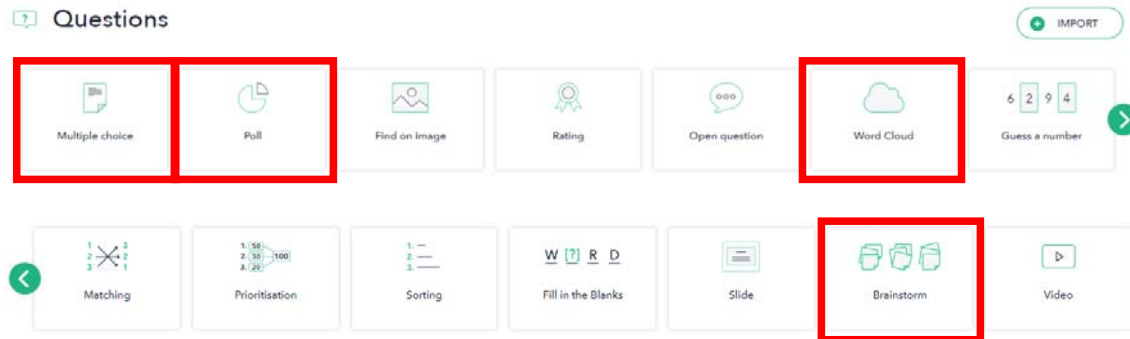 ? Questions
IMPORT
6 2 9 4
Multiple choice Poll Find on image Rating Open question Word Cloud Guess a number
1 3 1. 50 1. W [?] R D
2 2 2. 30 100 2.
3 1 3. 20 3.
Matching Prioritisation Sorting Fill in the Blanks Slide Brainstorm Video